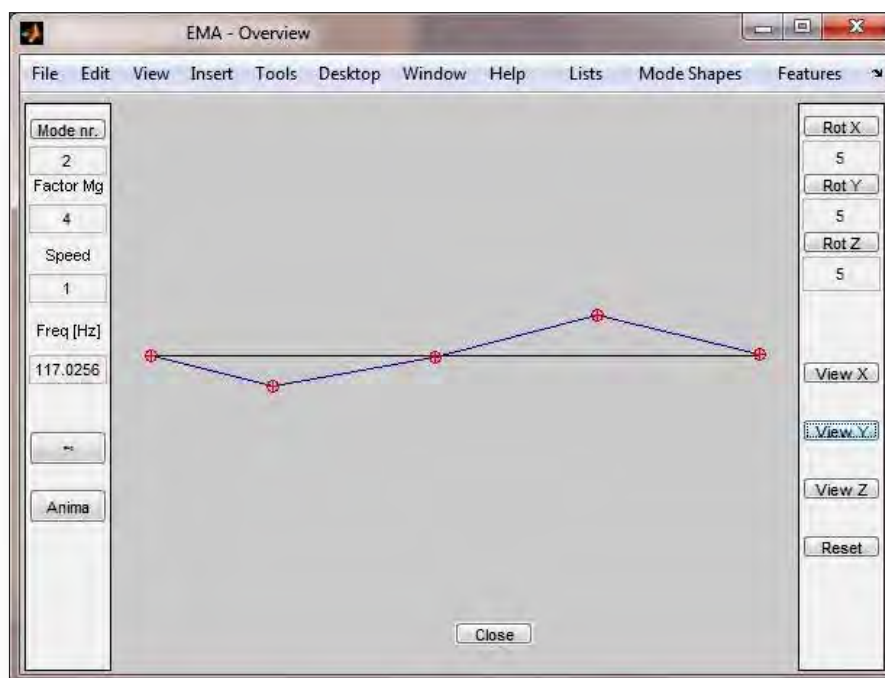 EMA - Overview
File Edit View Insert Tools Desktop Window Help Lists Mode Shapes Features
Mode nr.
2
Factor Mg
4
Speed
1
Freq [Hz]
117.0256
Anima
Rot X
5
Rot Y
5
Rot Z
5
View X
View Y
View Z
Reset
Close